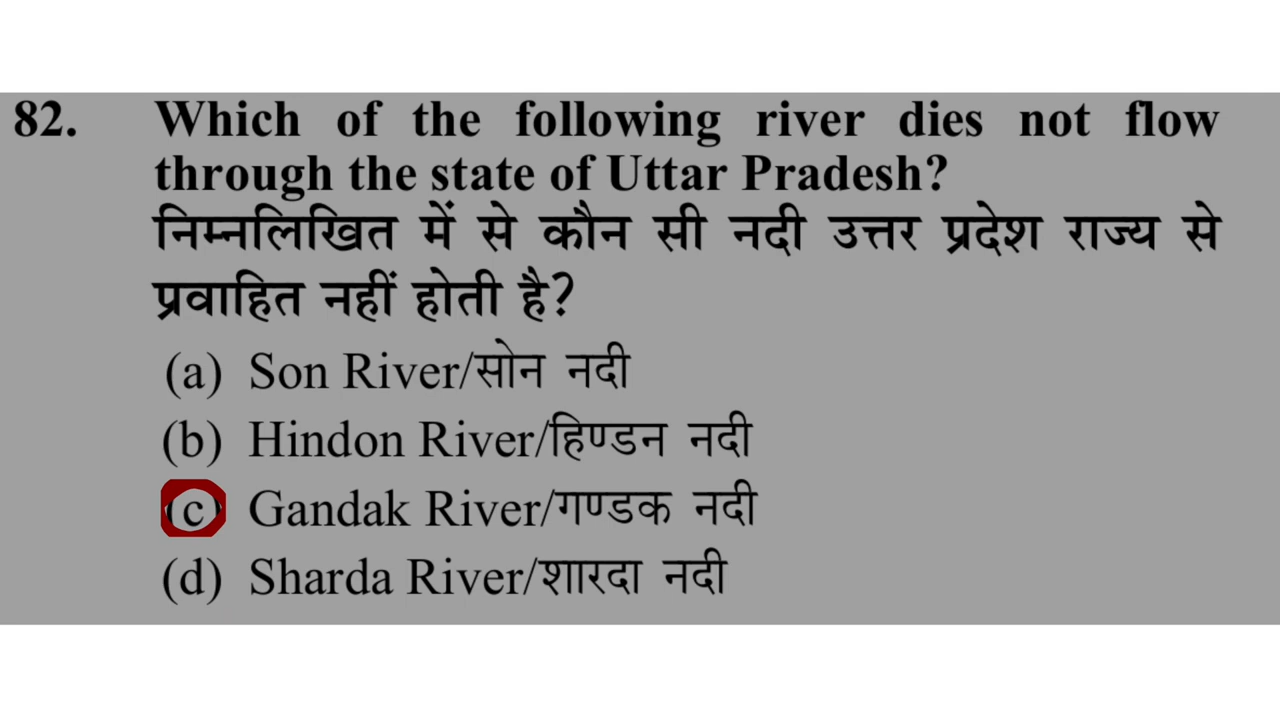 82. Which of the following river dies not flow
through the state of Uttar Pradesh?
निम्नलिखित में से कौन सी नदी उत्तर प्रदेश राज्य से
प्रवाहित नहीं होती है?
(a) Son River/सोन नदी
(b) Hindon River/हिण्डन नदी
(c) Gandak River/गण्डक नदी
(d) Sharda River/शारदा नदी